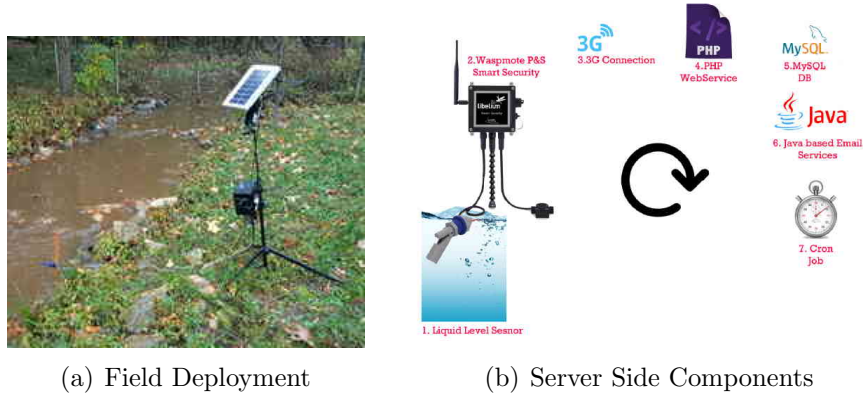 2.Waspmote P&S
Smart Security
libelium
3G
3.3G Connection
PHP
4.PHP
WebService
MySQL
5.MySQL
DB
Java
6. Java based Email
Services
7. Cron
Job
1. Liquid Level Sesnor
(a) Field Deployment
(b) Server Side Components